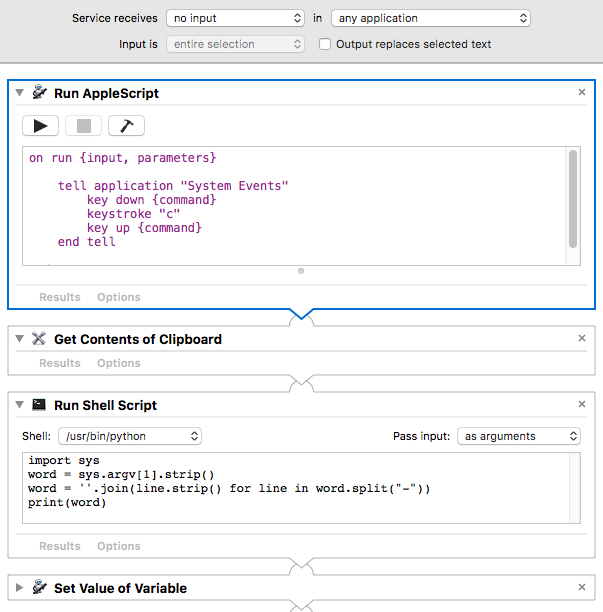 Service receives no input in any application
Input is entire selection Output replaces selected text
Run AppleScript
on run {input, parameters}
tell application "System Events"
key down {command}
keystroke "c"
key up {command}
end tell
Results Options
Get Contents of Clipboard
Results Options
Run Shell Script
Shell: /usr/bin/python Pass input: as arguments
import sys
word = sys.argv[1].strip()
word = ''.join(line.strip() for line in word.split("-"))
print(word)
Results Options
Set Value of Variable